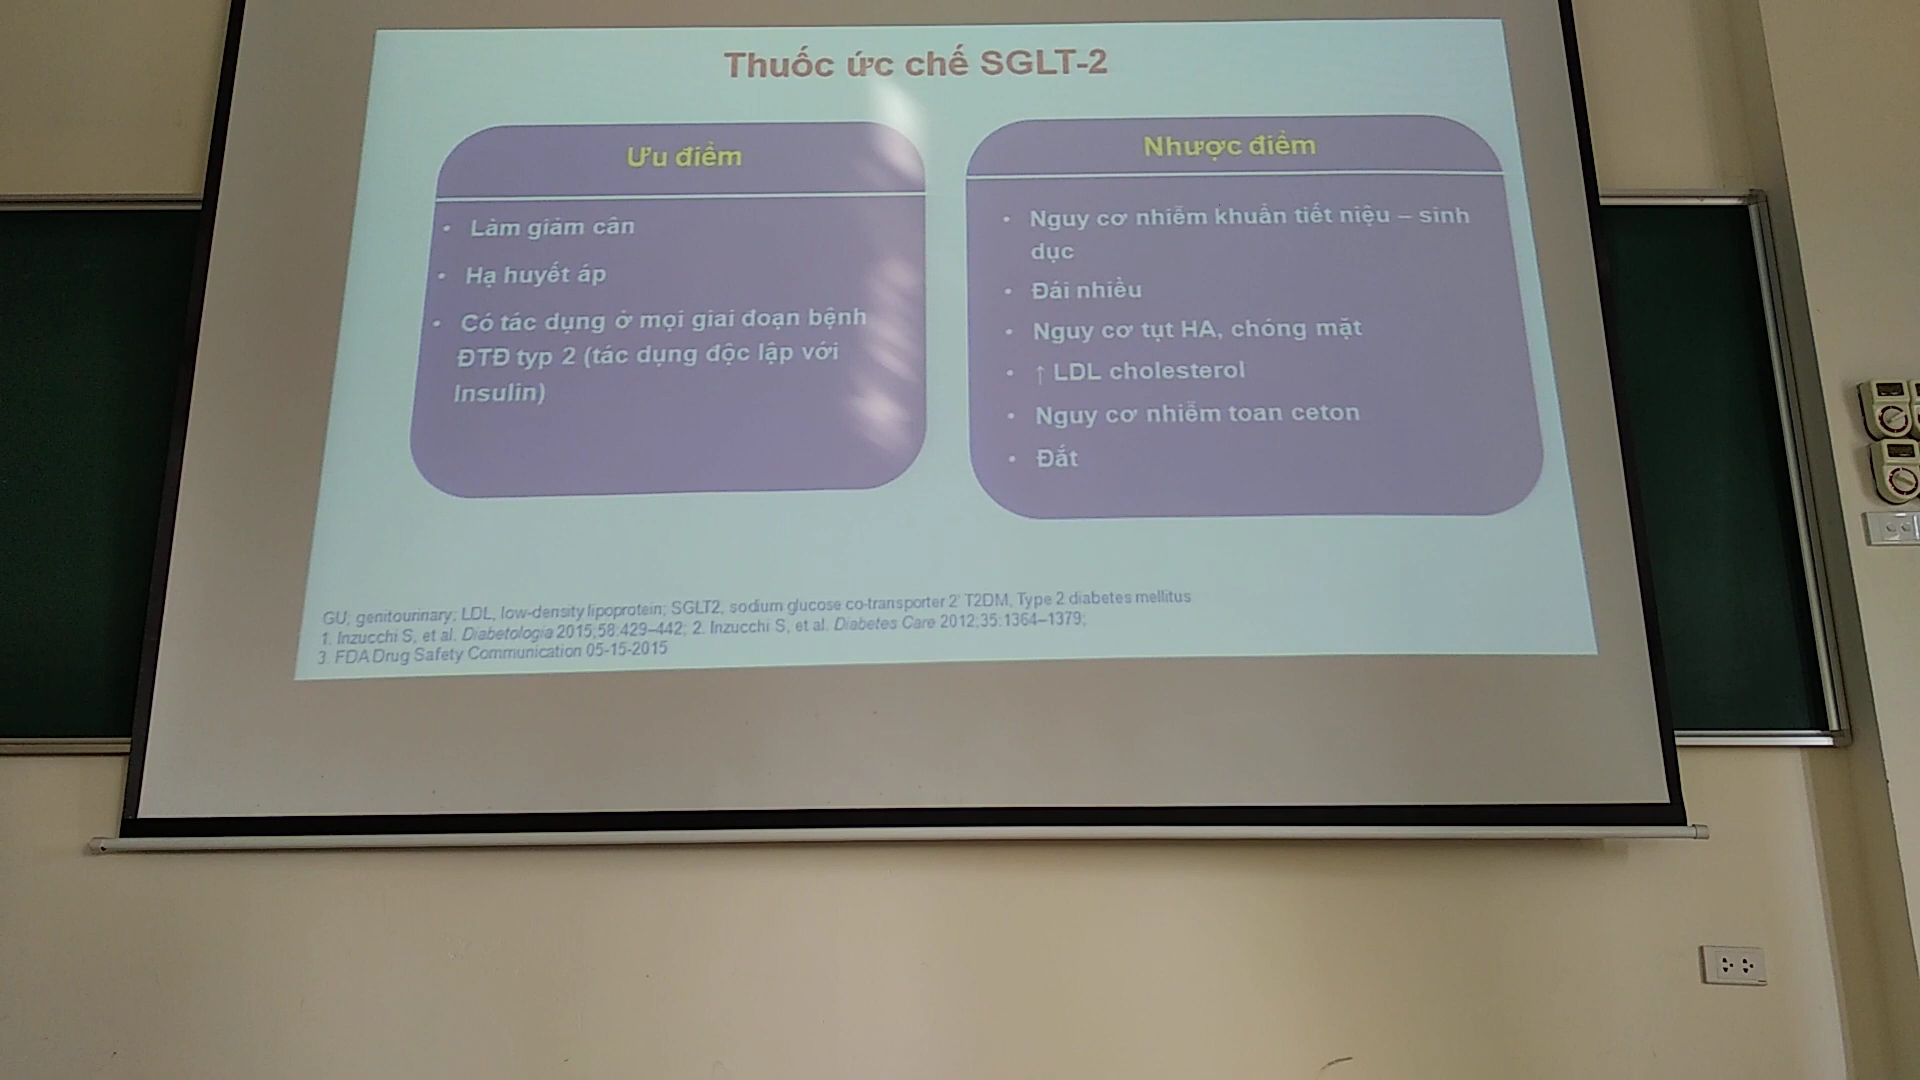 Thuốc ức chế SGLT-2
Ưu điểm
• Làm giảm cân
• Hạ huyết áp
• Có tác dụng ở mọi giai đoạn bệnh
ĐTĐ typ 2 (tác dụng độc lập với
Insulin)
Nhược điểm
• Nguy cơ nhiễm khuẩn tiết niệu – sinh
dục
• Đái nhiều
• Nguy cơ tụt HA, chóng mặt
• ↑ LDL cholesterol
• Nguy cơ nhiễm toan ceton
• Đắt
GU; genitourinary; LDL, low-density lipoprotein; SGLT2, sodium glucose co-transporter 2' T2DM, Type 2 diabetes mellitus
1. Inzucchi S, et al. Diabetologia 2015;58:429–442; 2. Inzucchi S, et al. Diabetes Care 2012;35:1364–1379;
3. FDA Drug Safety Communication 05-15-2015